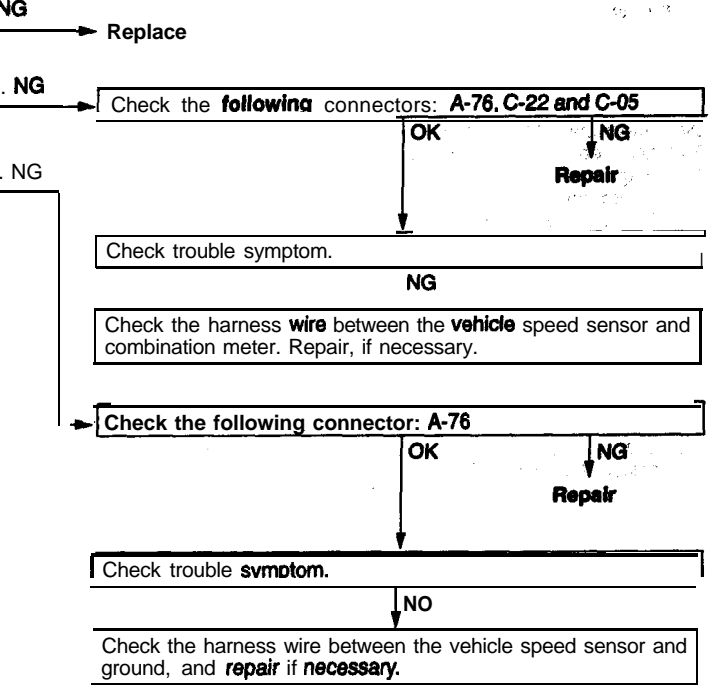 NG
Replace
. NG
Check the following connectors: A-76, C-22 and C-05
OK
NG
Repair
. NG
Check trouble symptom.
NG
Check the harness wire between the vehicle speed sensor and
combination meter. Repair, if necessary.
Check the following connector: A-76
OK
NG
Repair
Check trouble symptom.
NO
Check the harness wire between the vehicle speed sensor and
ground, and repair if necessary.